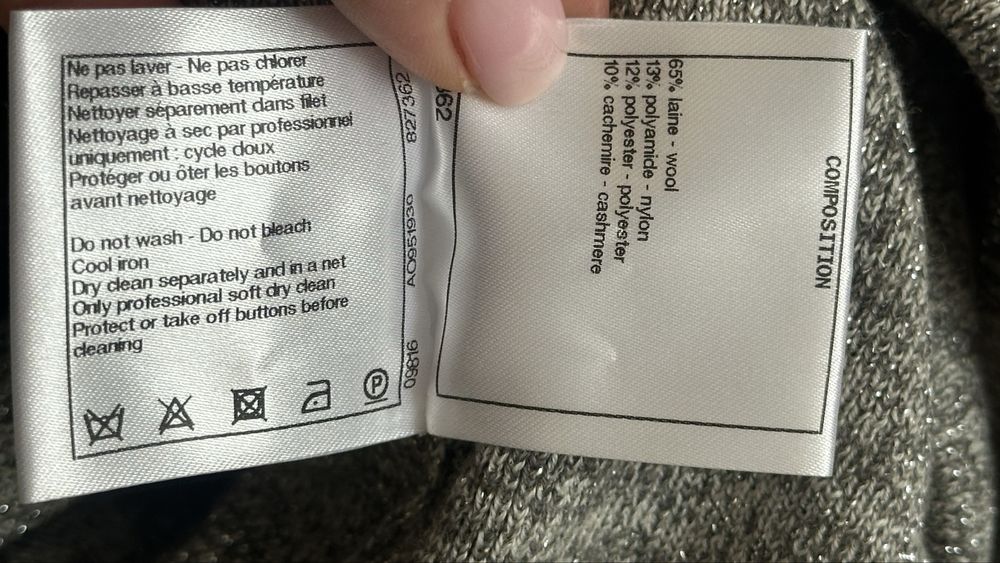 Ne pas laver - Ne pas chlorer
Repasser à basse température
Nettoyer séparement dans filet
Nettoyage à sec par professionnel
uniquement : cycle doux
Protéger ou ôter les boutons
avant nettoyage
Do not wash - Do not bleach
Cool iron
Dry clean separately and in a net
Only professional soft dry clean
Protect or take off buttons before
cleaning
P
09816 AO951936 827362
362
COMPOSITION
65% laine - wool
13% polyamide - nylon
12% polyester - polyester
10% cachemire - cashmere